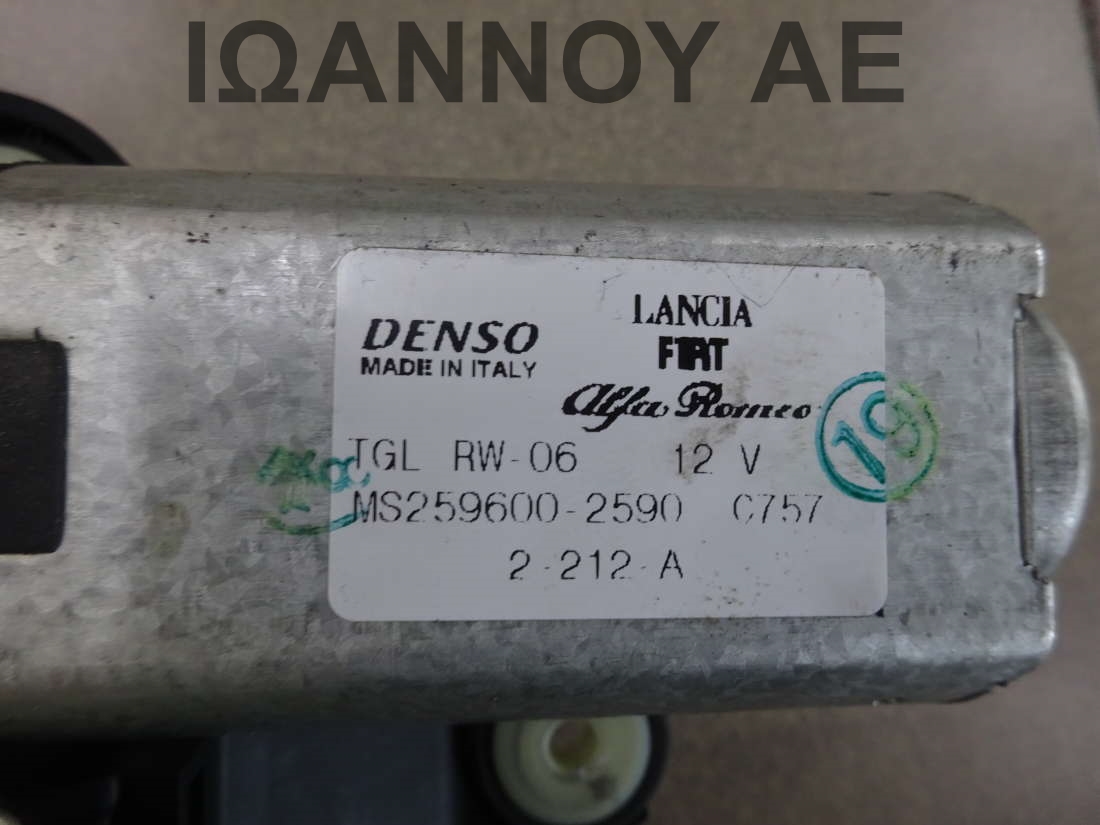 ΙΩΑΝΝΟΥ ΑΕ
DENSO
MADE IN ITALY
LANCIA
FIAT
Alfa Romeo
TGL RW-06 12 V
MS259600-2590 C757
2-212-A
19